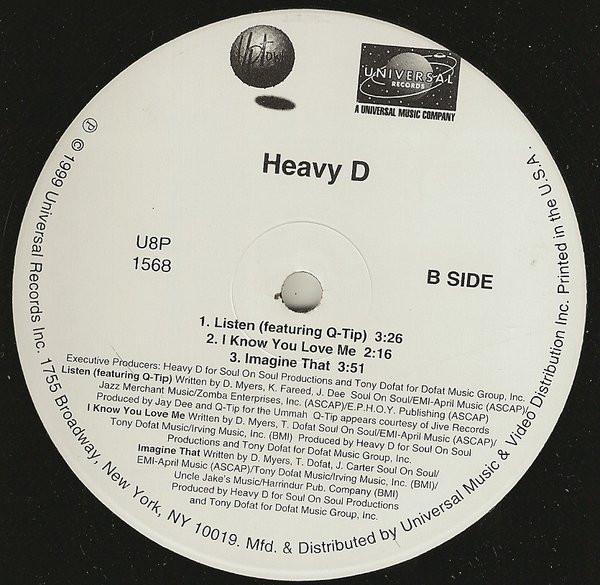 Uptown
UNIVERSAL
RECORDS
A UNIVERSAL MUSIC COMPANY
Heavy D
U8P
1568
B SIDE
1. Listen (featuring Q-Tip) 3:26
2. I Know You Love Me 2:16
3. Imagine That 3:51
Executive Producers: Heavy D for Soul On Soul Productions and Tony Dofat for Dofat Music Group, Inc.
Listen (featuring Q-Tip) Written by D. Myers, K. Fareed, J. Dee Soul On Soul/EMI-April Music (ASCAP)/
Jazz Merchant Music/Zomba Enterprises, Inc. (ASCAP)/E.P.H.O.Y. Publishing (ASCAP)
Produced by Jay Dee and Q-Tip for the Ummah Q-Tip appears courtesy of Jive Records
I Know You Love Me Written by D. Myers, T. Dofat Soul On Soul/EMI-April Music (ASCAP)/
Tony Dofat Music/Irving Music, Inc. (BMI) Produced by Heavy D for Soul On Soul
Productions and Tony Dofat for Dofat Music Group, Inc.
Imagine That Written by D. Myers, T. Dofat, J. Carter Soul On Soul/
EMI-April Music (ASCAP)/Tony Dofat Music/Irving Music, Inc. (BMI)/
Uncle Jake's Music/Harrindur Pub. Company (BMI)
Produced by Heavy D for Soul On Soul Productions
and Tony Dofat for Dofat Music Group, Inc.
℗ © 1999 Universal Records Inc. 1755 Broadway, New York, NY 10019. Mfd. & Distributed by Universal Music & Video Distribution Inc. Printed in the U.S.A.